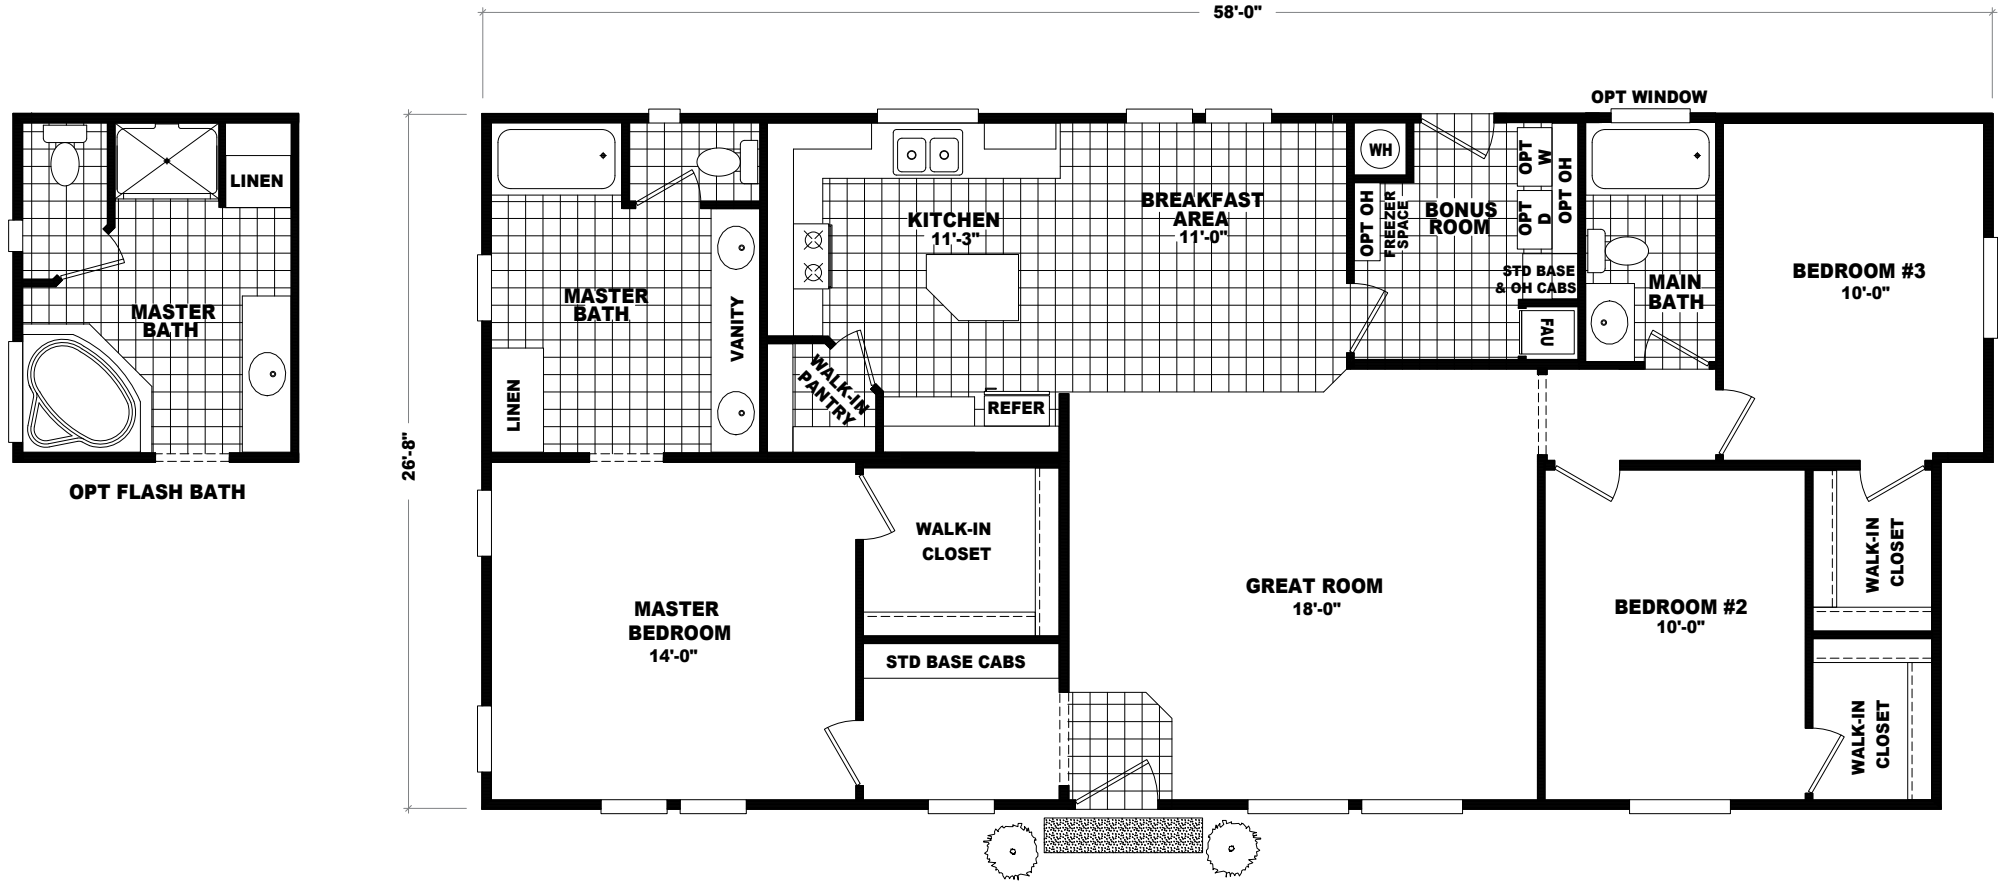 58'-0"
OPT WINDOW
LINEN
MASTER
BATH
OPT FLASH BATH
26'-8"
MASTER
BATH
VANITY
LINEN
KITCHEN
11'-3"
WALK-IN
PANTRY
REFER
BREAKFAST
AREA
11'-0"
WH
OPT OH
FREEZER
SPACE
BONUS
ROOM
OPT
W
OPT
D
OPT OH
STD BASE
& OH CABS
FAU
MAIN
BATH
BEDROOM #3
10'-0"
WALK-IN
CLOSET
MASTER
BEDROOM
14'-0"
STD BASE CABS
GREAT ROOM
18'-0"
BEDROOM #2
10'-0"
WALK-IN
CLOSET
WALK-IN
CLOSET